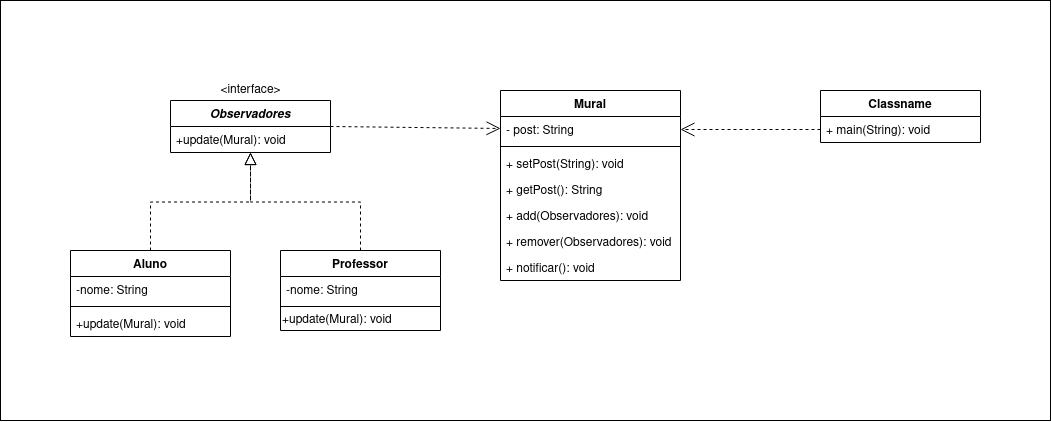 <interface>
Observadores
+update(Mural): void
Aluno
-nome: String
+update(Mural): void
Professor
-nome: String
+update(Mural): void
Mural
- post: String
+ setPost(String): void
+ getPost(): String
+ add(Observadores): void
+ remover(Observadores): void
+ notificar(): void
Classname
+ main(String): void